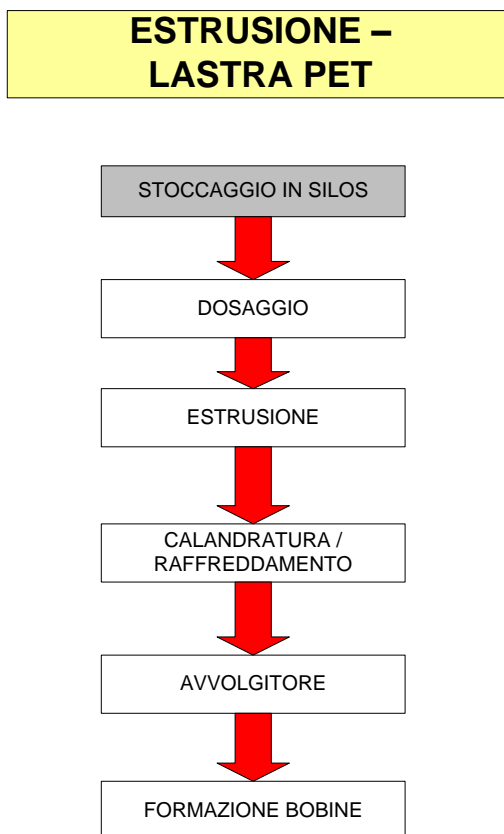 ESTRUSIONE –
LASTRA PET
STOCCAGGIO IN SILOS
DOSAGGIO
ESTRUSIONE
CALANDRATURA /
RAFFREDDAMENTO
AVVOLGITORE
FORMAZIONE BOBINE